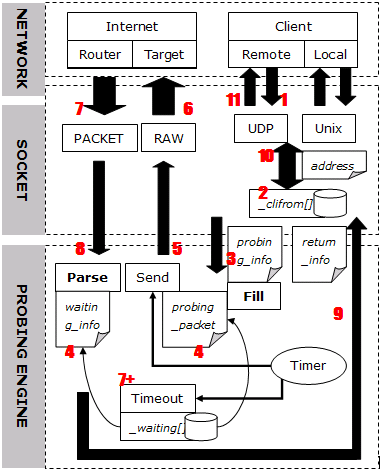 NETWORK
Internet
Client
Router
Target
Remote
Local
7
6
11
1
SOCKET
PACKET
RAW
UDP
Unix
10
address
2
_clifrom[]
8
5
3
probin
g_info
return
_info
PROBING ENGINE
Parse
Send
waitin
g_info
probing
_packet
Fill
9
4
4
7+
Timer
Timeout
_waiting[]